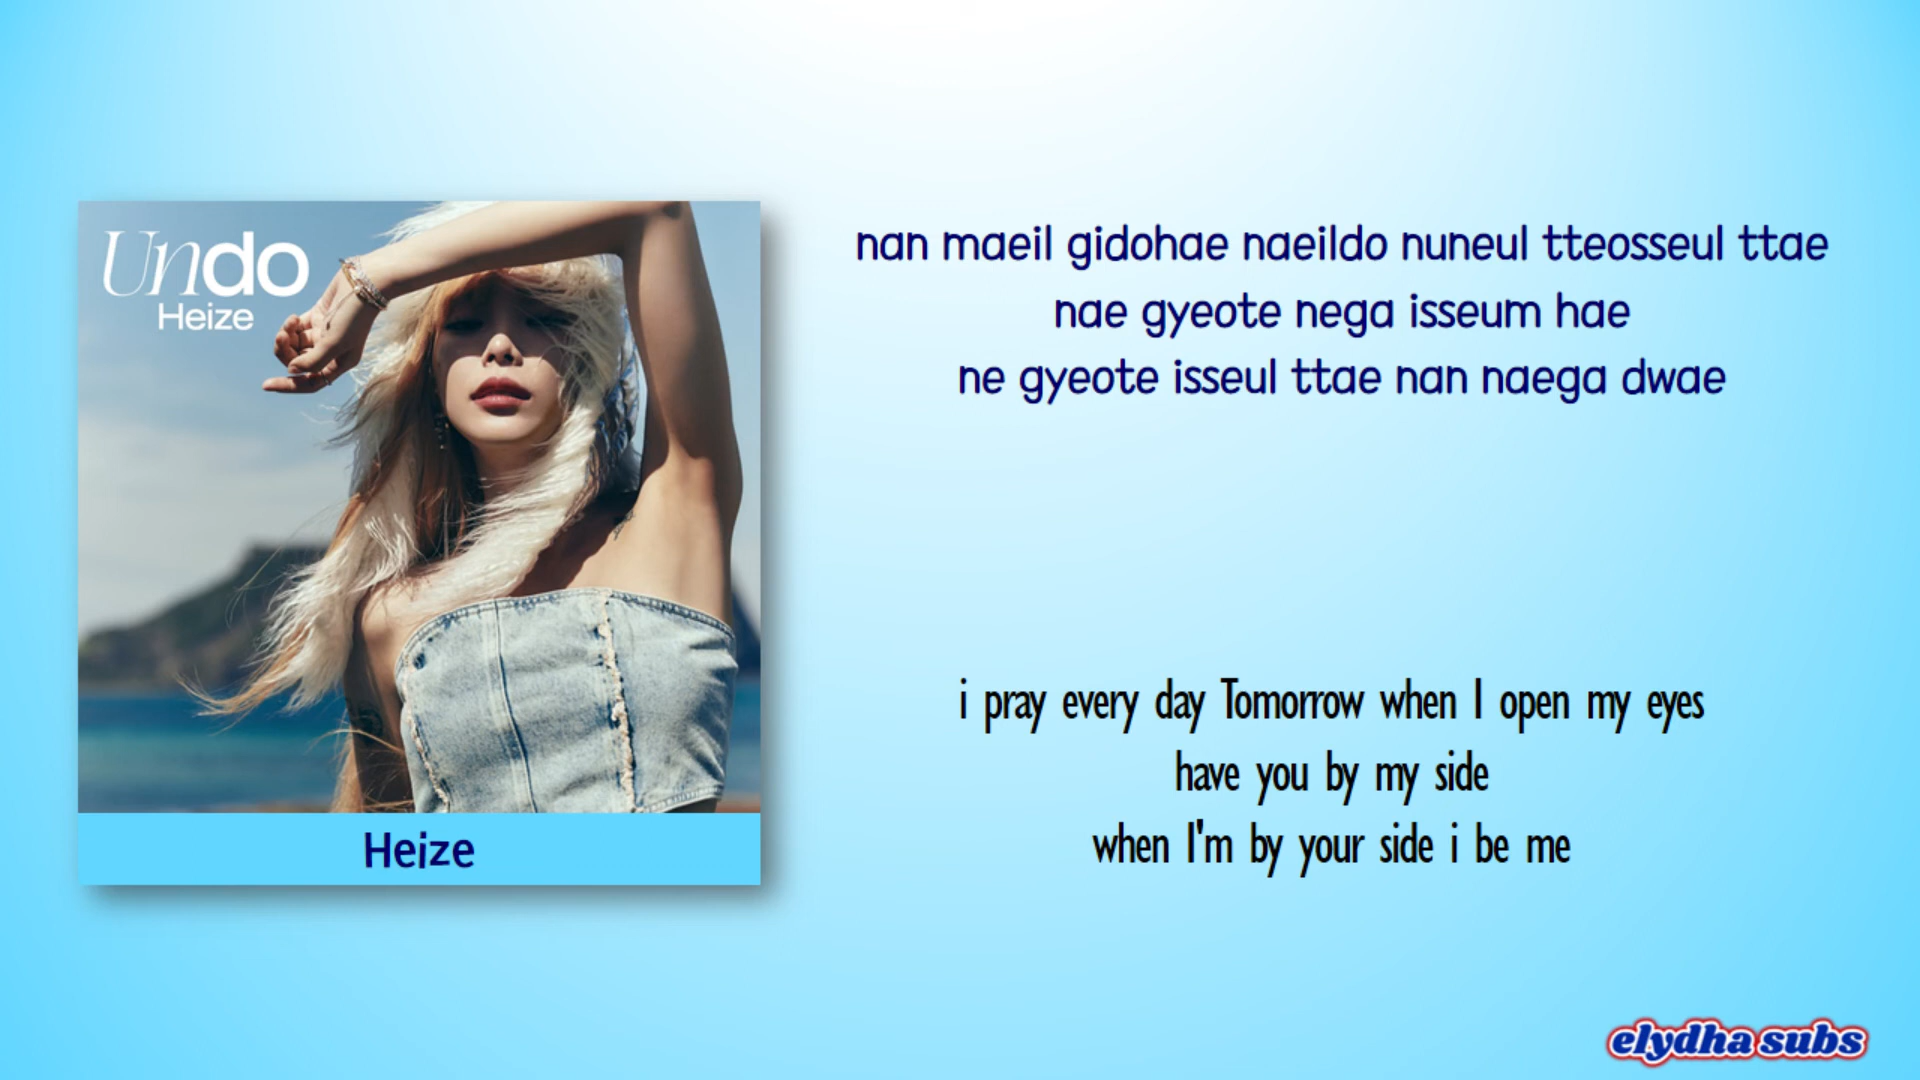 Undo
Heize
Heize
nan maeil gidohae naeildo nuneul tteosseul ttae
nae gyeote nega isseum hae
ne gyeote isseul ttae nan naega dwae
i pray every day Tomorrow when I open my eyes
have you by my side
when I'm by your side i be me
elydha subs